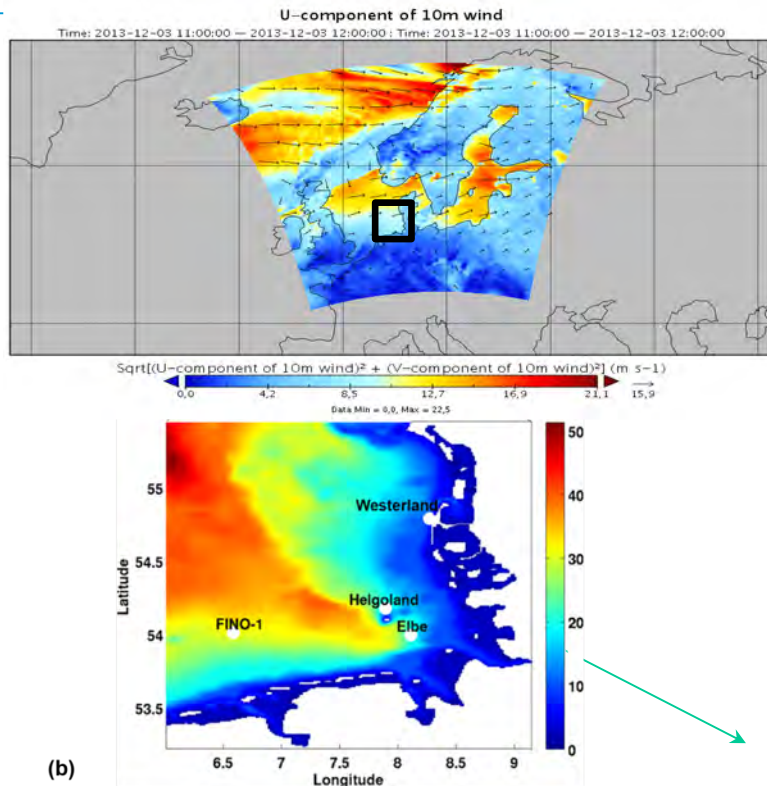 U−component of 10m wind
Time: 2013-12-03 11:00:00 — 2013-12-03 12:00:00 : Time: 2013-12-03 11:00:00 — 2013-12-03 12:00:00
Sqrt[(U−component of 10m wind)² + (V−component of 10m wind)²] (m s−1)
0,0 4,2 8,5 12,7 16,9 21,1 15,9
Data Min = 0,0, Max = 22,5
50
55
Westerland
40
54.5
30
Latitude
Helgoland
FINO-1
Elbe
54
20
53.5
10
0
6.5 7 7.5 8 8.5 9
(b)
Longitude